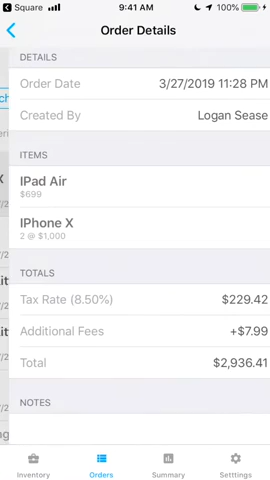 Square 9:41 AM 100%
Order Details
DETAILS
Order Date 3/27/2019 11:28 PM
Created By Logan Sease
ITEMS
IPad Air
$699
IPhone X
2 @ $1,000
TOTALS
Tax Rate (8.50%) $229.42
Additional Fees +$7.99
Total $2,936.41
NOTES
Inventory Orders Summary Setttings